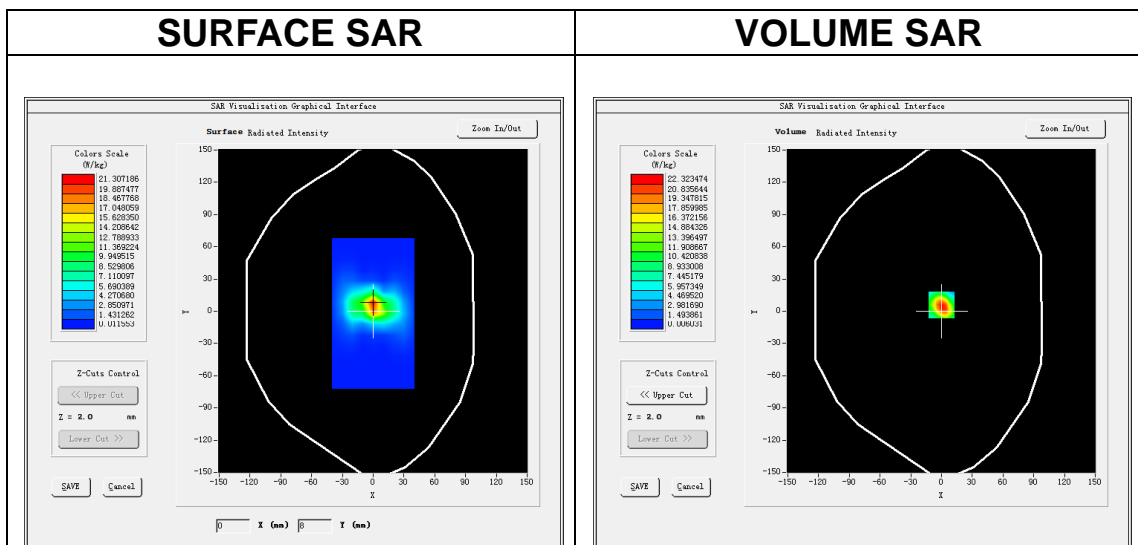 SURFACE SAR
VOLUME SAR
SAR Visualisation Graphical Interface
Surface Radiated Intensity
Zoom In/Out
Colors Scale
(W/kg)
21.307186
19.887477
18.467768
17.048059
15.628350
14.208642
12.788933
11.369224
9.949515
8.529806
7.110097
5.690389
4.270680
2.850971
1.431262
0.011553
150
120
90
60
30
0
-30
-60
-90
-120
-150
Y
-150 -120 -90 -60 -30 0 30 60 90 120 150
X
Z-Cuts Control
<< Upper Cut
Z = 2.0 mm
Lower Cut >>
SAVE Cancel
0 X (mm) 8 Y (mm)
SAR Visualisation Graphical Interface
Volume Radiated Intensity
Zoom In/Out
Colors Scale
(W/kg)
22.323474
20.835644
19.347815
17.859985
16.372156
14.884326
13.396497
11.908667
10.420838
8.933008
7.445179
5.957349
4.469520
2.981690
1.493861
0.006031
150
120
90
60
30
0
-30
-60
-90
-120
-150
Y
-150 -120 -90 -60 -30 0 30 60 90 120 150
X
Z-Cuts Control
<< Upper Cut
Z = 2.0 mm
Lower Cut >>
SAVE Cancel